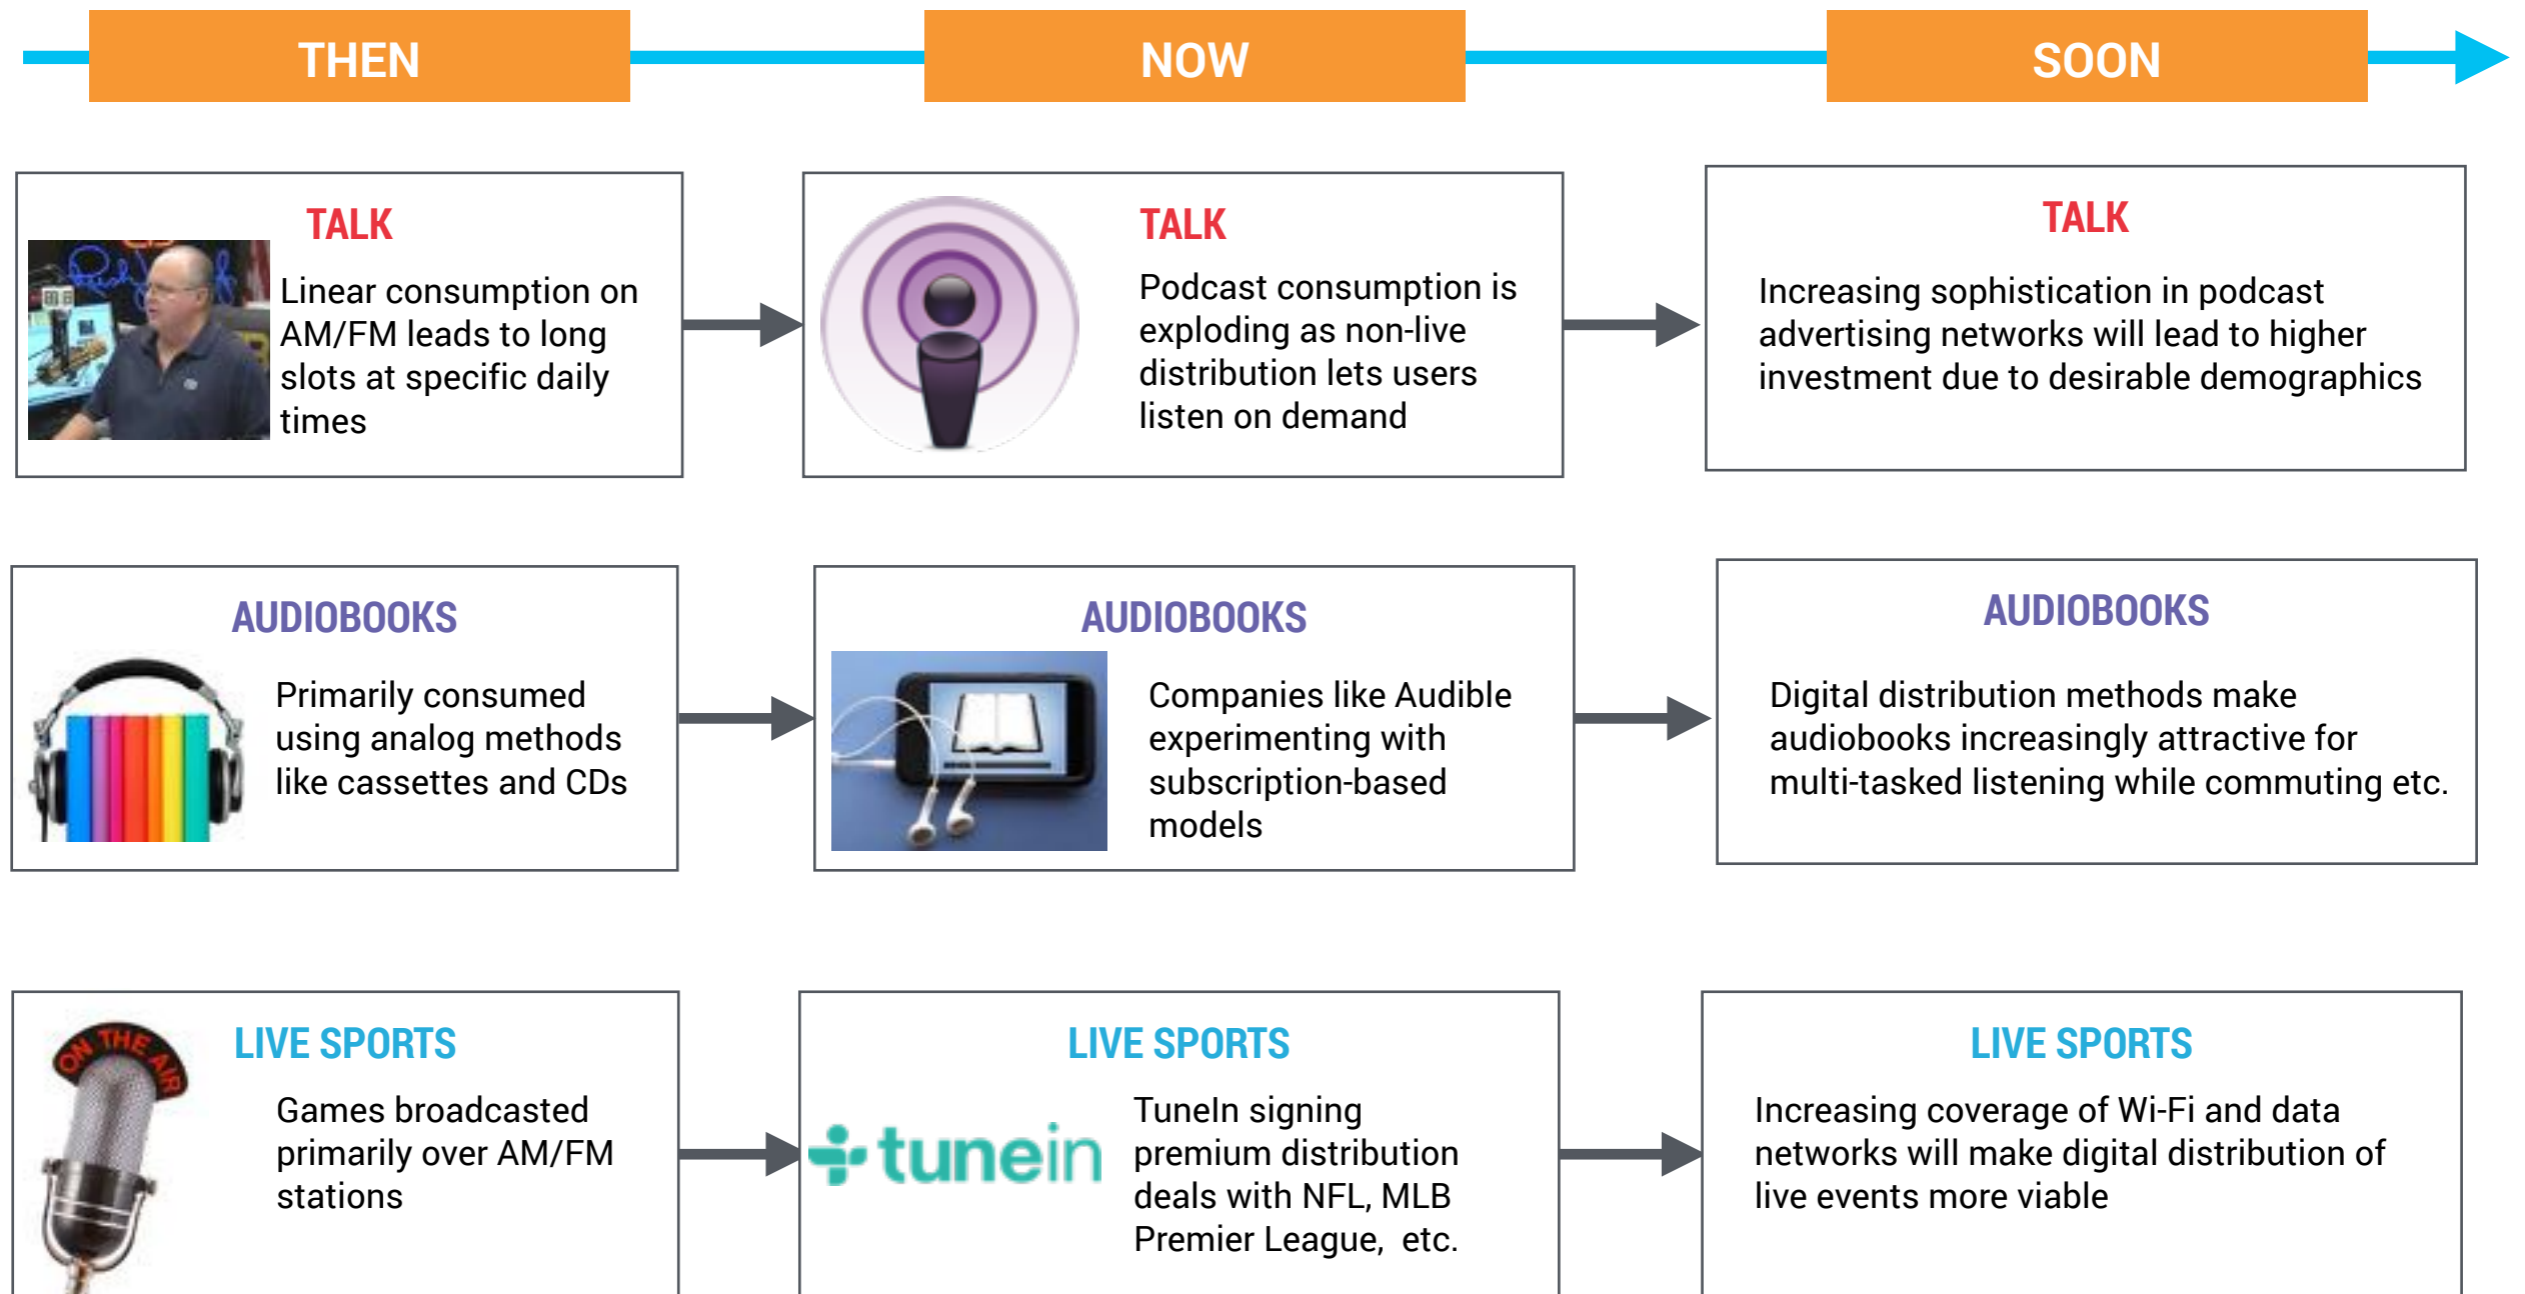 THEN
NOW
SOON
TALK
Linear consumption on
AM/FM leads to long
slots at specific daily
times
TALK
Podcast consumption is
exploding as non-live
distribution lets users
listen on demand
TALK
Increasing sophistication in podcast
advertising networks will lead to higher
investment due to desirable demographics
AUDIOBOOKS
Primarily consumed
using analog methods
like cassettes and CDs
AUDIOBOOKS
Companies like Audible
experimenting with
subscription-based
models
AUDIOBOOKS
Digital distribution methods make
audiobooks increasingly attractive for
multi-tasked listening while commuting etc.
ON THE AIR
LIVE SPORTS
Games broadcasted
primarily over AM/FM
stations
LIVE SPORTS
tunein
TuneIn signing
premium distribution
deals with NFL, MLB
Premier League, etc.
LIVE SPORTS
Increasing coverage of Wi-Fi and data
networks will make digital distribution of
live events more viable